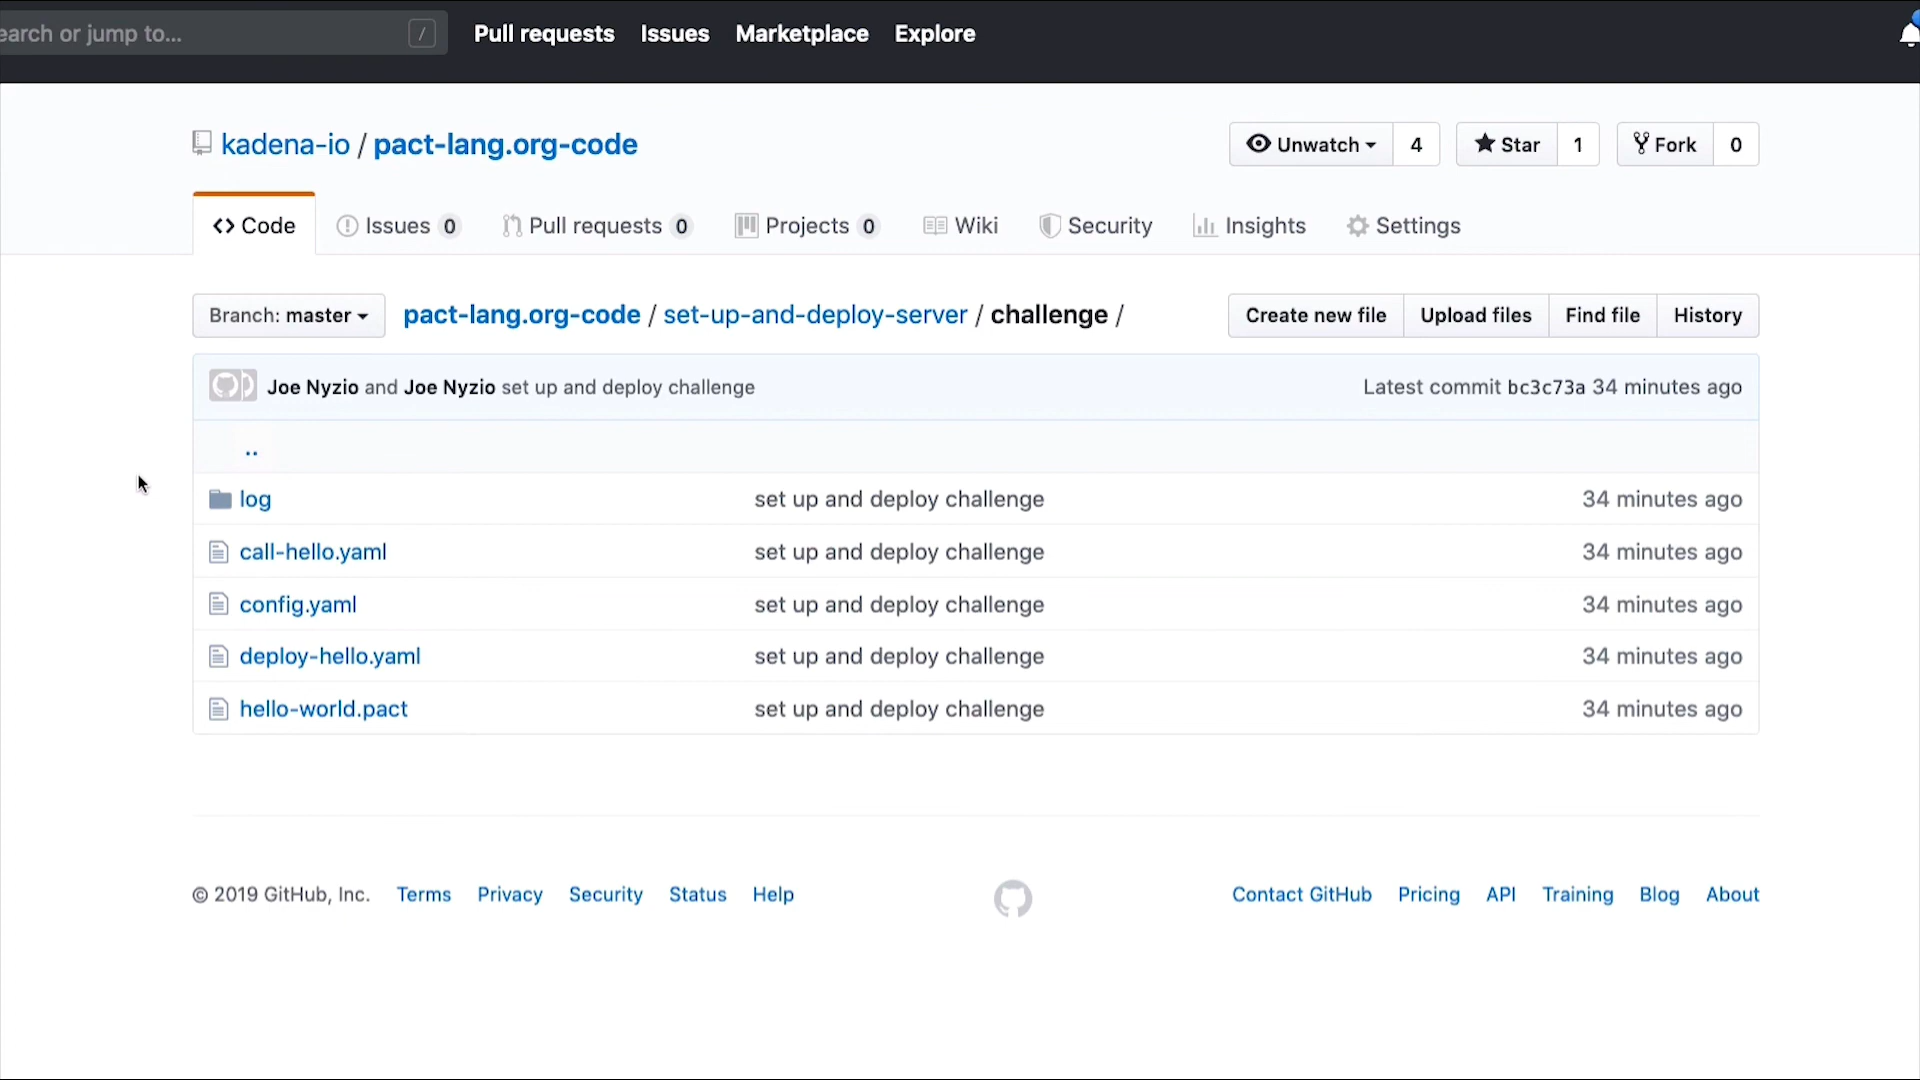 earch or jump to... /
Pull requests Issues Marketplace Explore
kadena-io / pact-lang.org-code
Unwatch 4 Star 1 Fork 0
Code Issues 0 Pull requests 0 Projects 0 Wiki Security Insights Settings
Branch: master pact-lang.org-code / set-up-and-deploy-server / challenge /
Create new file Upload files Find file History
Joe Nyzio and Joe Nyzio set up and deploy challenge Latest commit bc3c73a 34 minutes ago
..
log set up and deploy challenge 34 minutes ago
call-hello.yaml set up and deploy challenge 34 minutes ago
config.yaml set up and deploy challenge 34 minutes ago
deploy-hello.yaml set up and deploy challenge 34 minutes ago
hello-world.pact set up and deploy challenge 34 minutes ago
© 2019 GitHub, Inc. Terms Privacy Security Status Help
Contact GitHub Pricing API Training Blog About